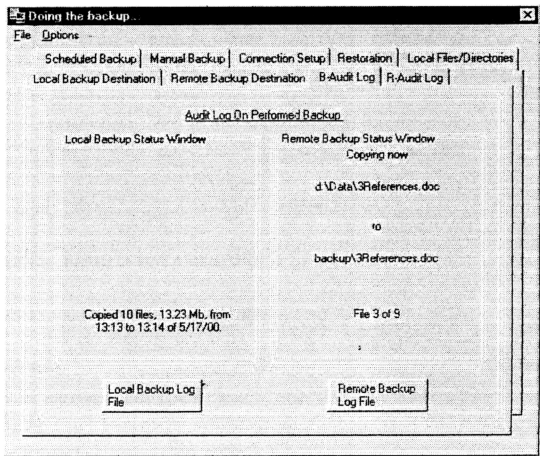 Doing the backup...
File Options
Scheduled Backup Manual Backup Connection Setup Restoration Local Files/Directories
Local Backup Destination Remote Backup Destination B-Audit Log R-Audit Log
Audit Log On Performed Backup
Local Backup Status Window
Remote Backup Status Window
Copying now
d:\Data\3References.doc
to
backup\3References.doc
Copied 10 files, 13.23 Mb, from
13:13 to 13:14 of 5/17/00.
File 3 of 9
Local Backup Log
File
Remote Backup
Log File